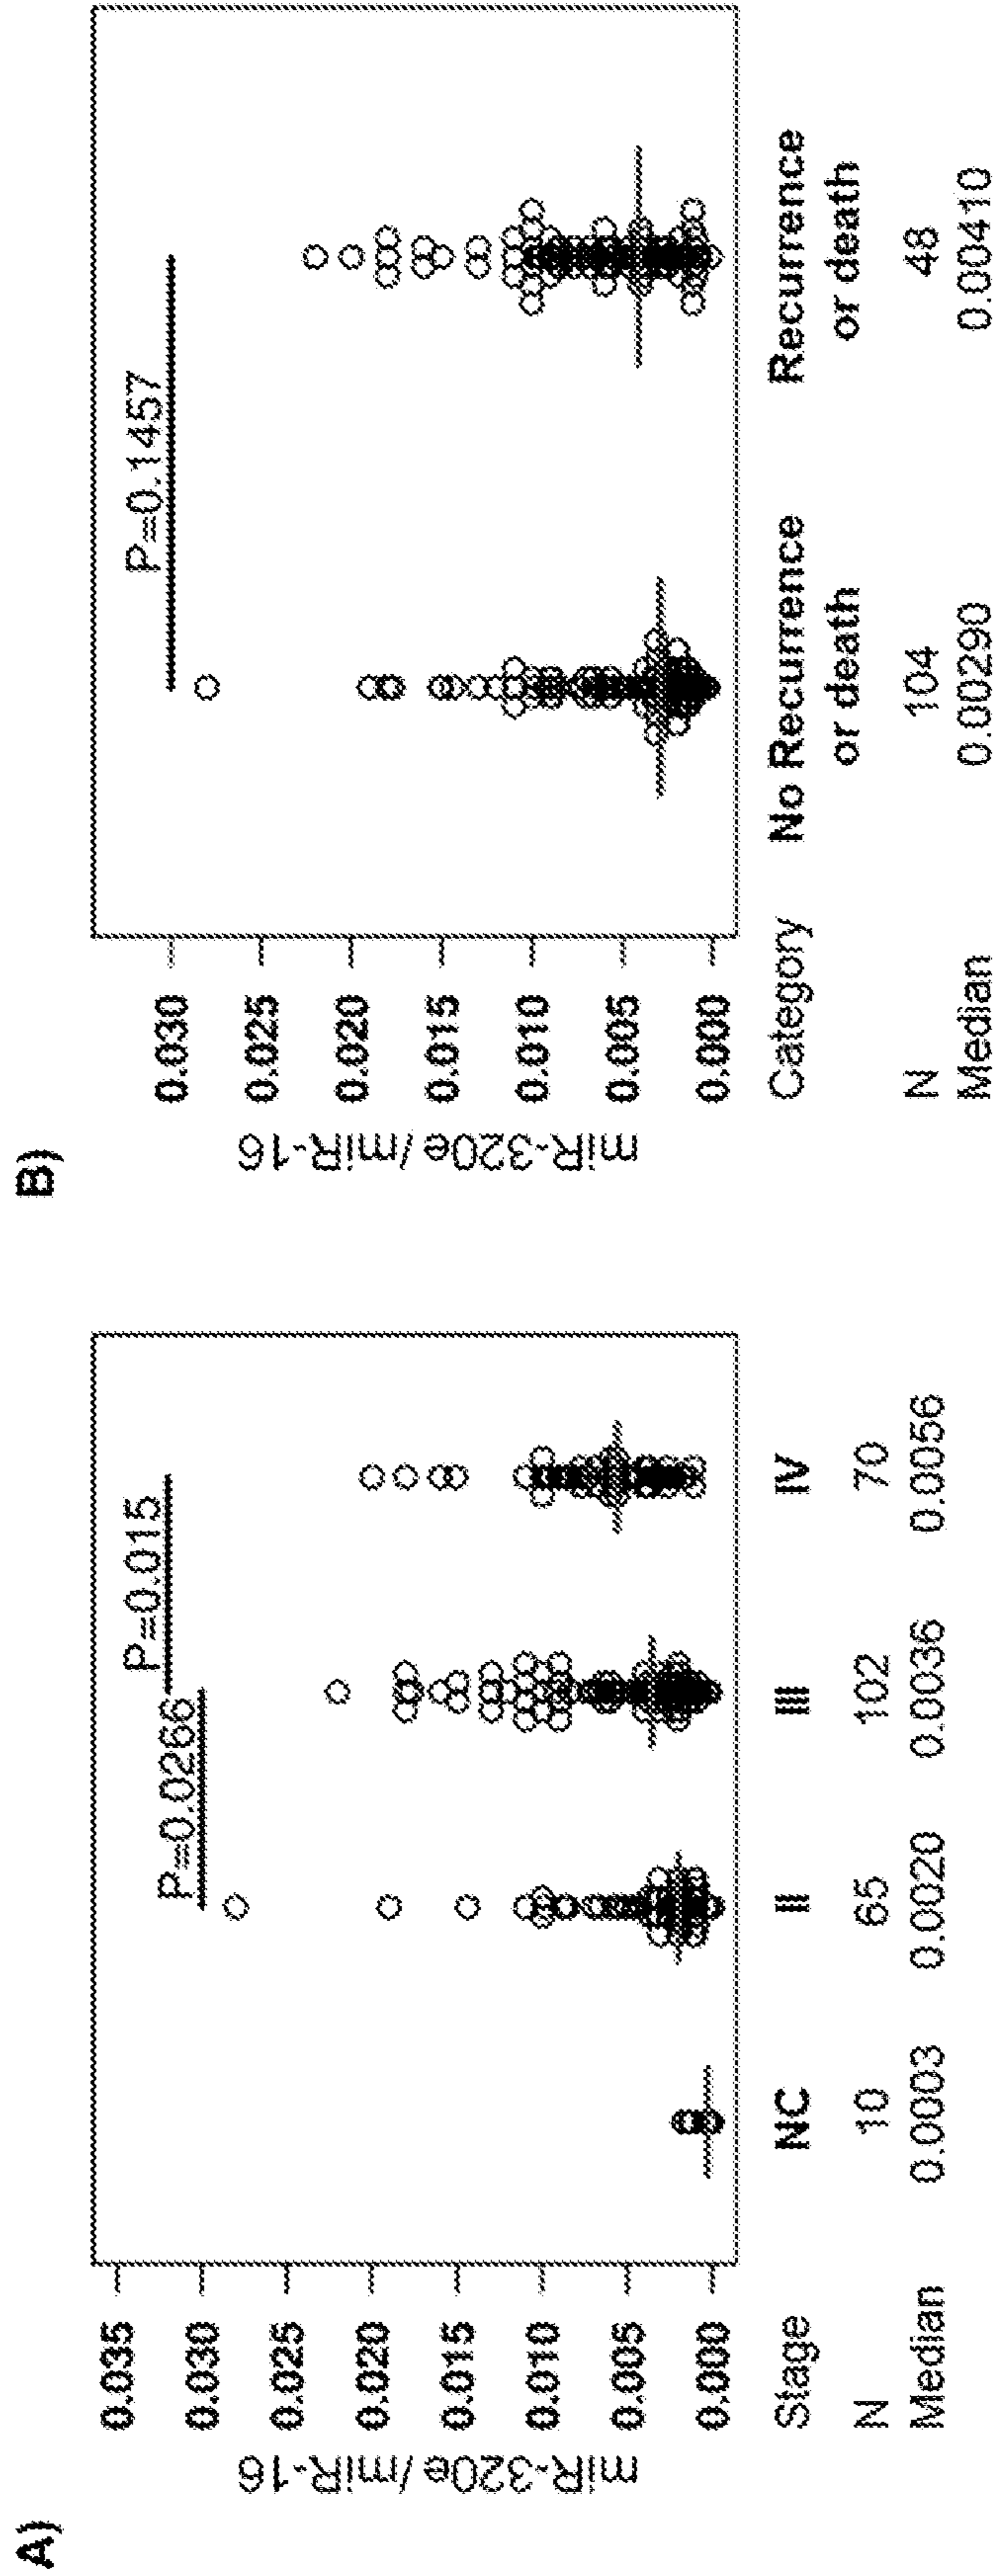 A)
miR-320e/miR-16
0.035
0.030
0.025
0.020
0.015
0.010
0.005
0.000
P=0.0266
P=0.015
Stage NC II III IV
N 10 65 102 70
Median 0.0003 0.0020 0.0036 0.0056
B)
miR-320e/miR-16
0.030
0.025
0.020
0.015
0.010
0.005
0.000
P=0.1457
Category No Recurrence Recurrence
or death or death
N 104 48
Median 0.00290 0.00410